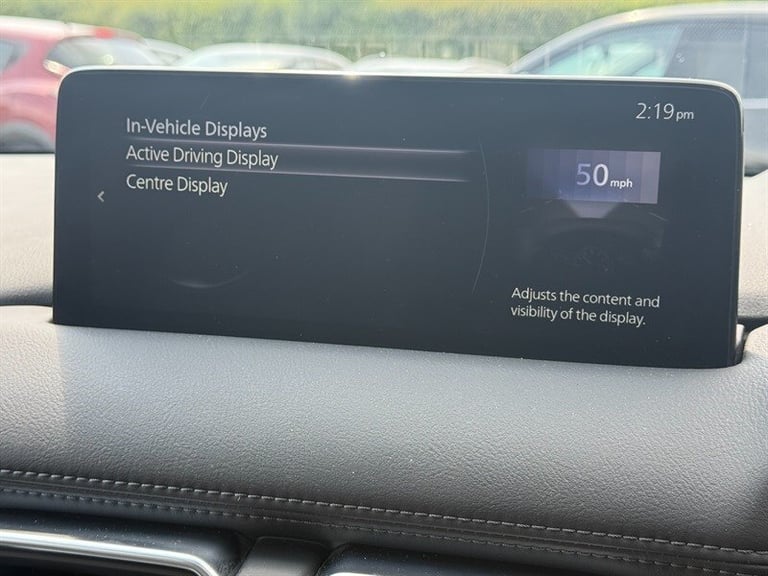 2:19pm
In-Vehicle Displays
Active Driving Display
Centre Display
50mph
Adjusts the content and
visibility of the display.